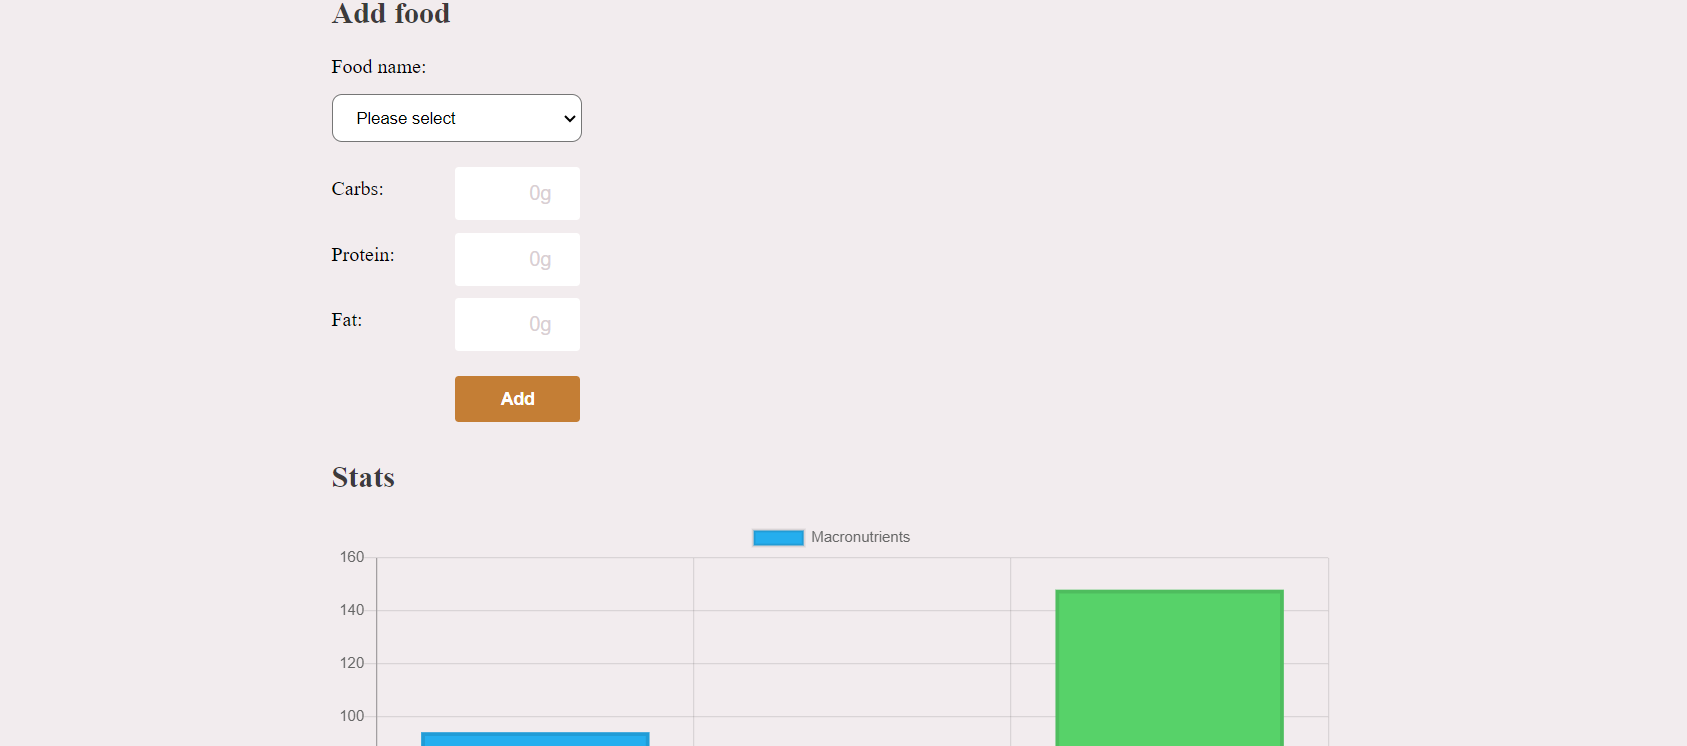 Add food
Food name:
Please select
Carbs: 0g
Protein: 0g
Fat: 0g
Add
Stats
Macronutrients
160
140
120
100